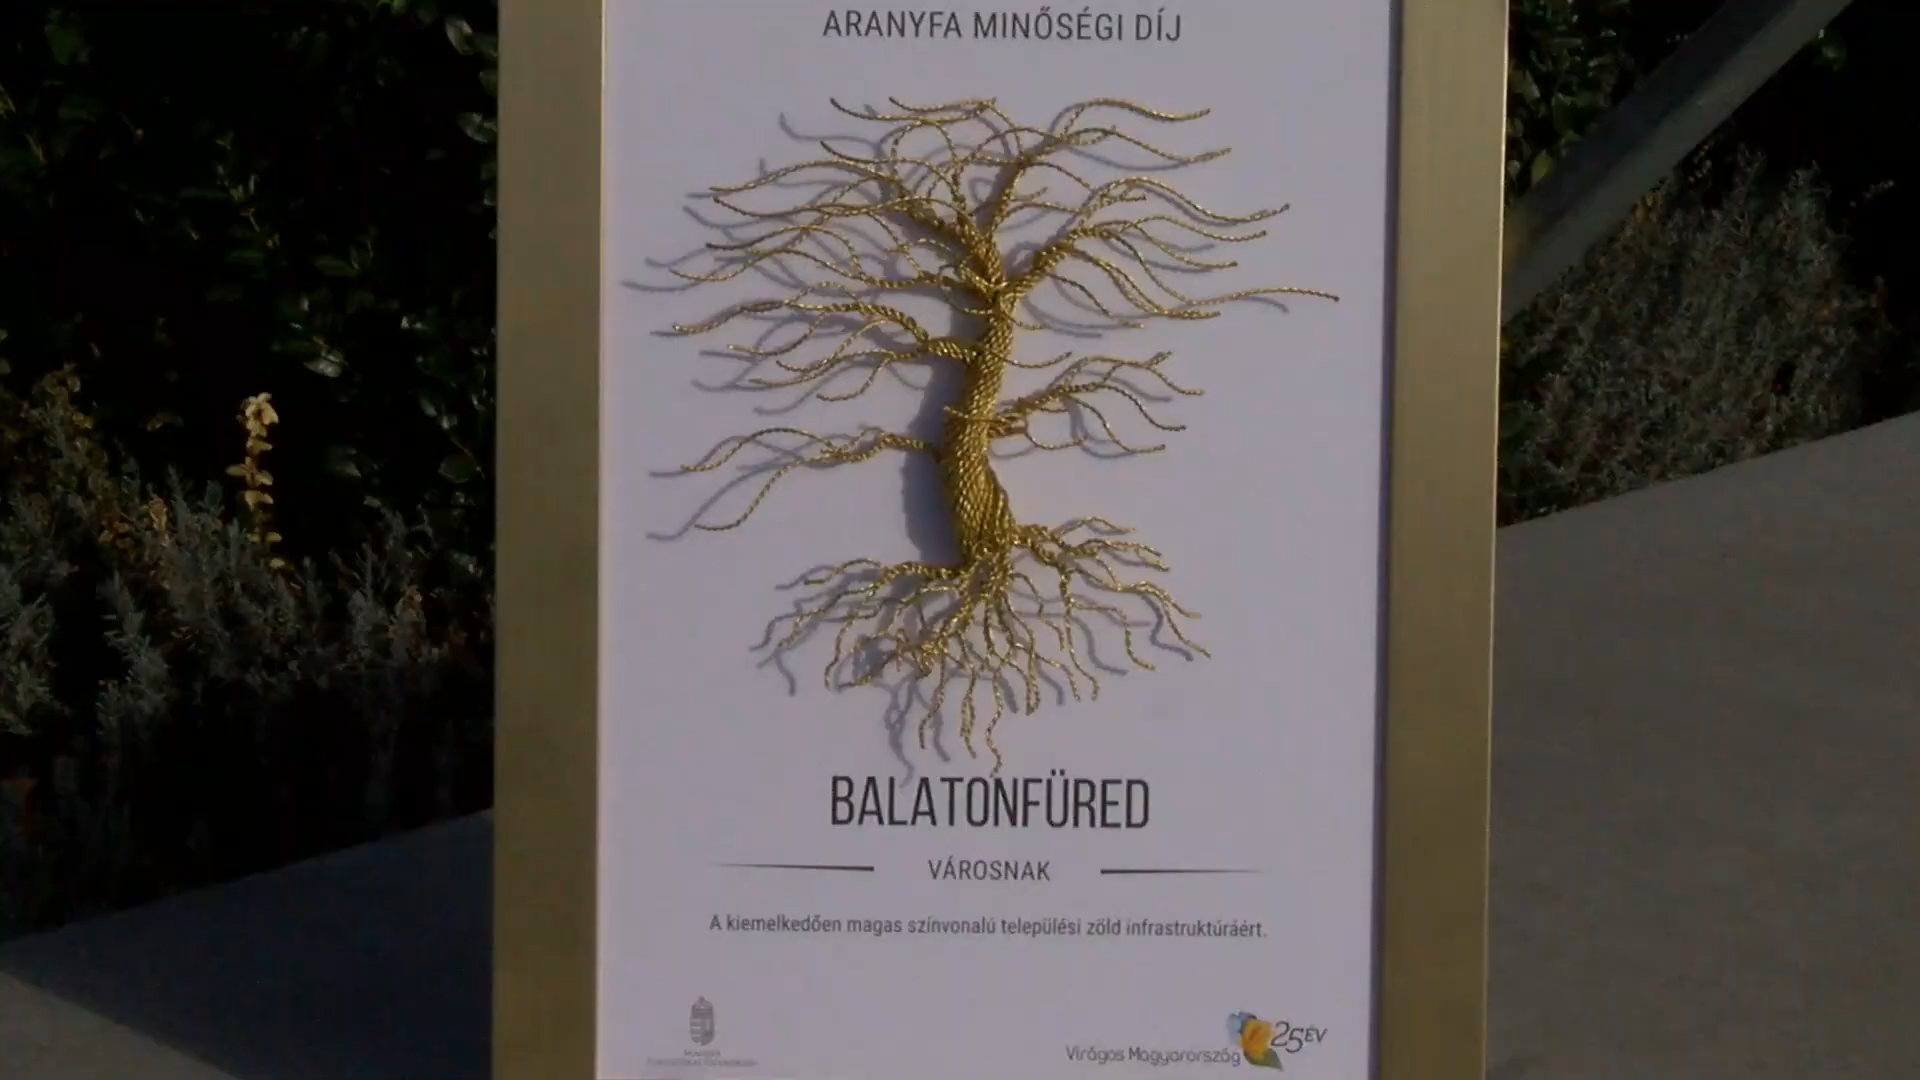 ARANYFA MINŐSÉGI DÍJ
BALATONFÜRED
VÁROSNAK
A kiemelkedően magas színvonalú települési zöld infrastruktúráért.
25 ÉV
Virágos Magyarország